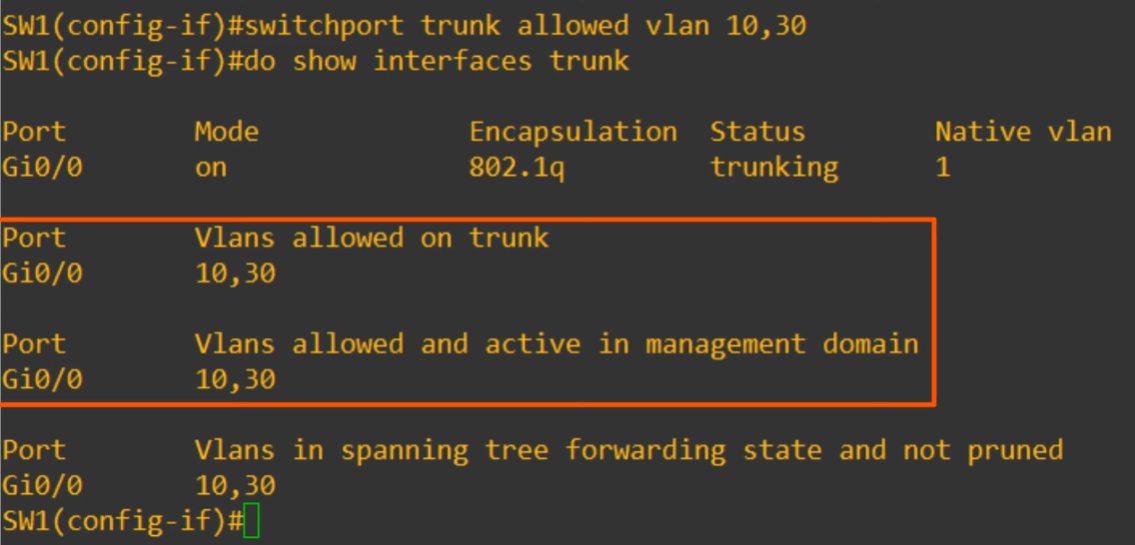 SW1(config-if)#switchport trunk allowed vlan 10,30
SW1(config-if)#do show interfaces trunk
Port        Mode             Encapsulation  Status        Native vlan
Gi0/0       on               802.1q         trunking      1
Port        Vlans allowed on trunk
Gi0/0       10,30
Port        Vlans allowed and active in management domain
Gi0/0       10,30
Port        Vlans in spanning tree forwarding state and not pruned
Gi0/0       10,30
SW1(config-if)#